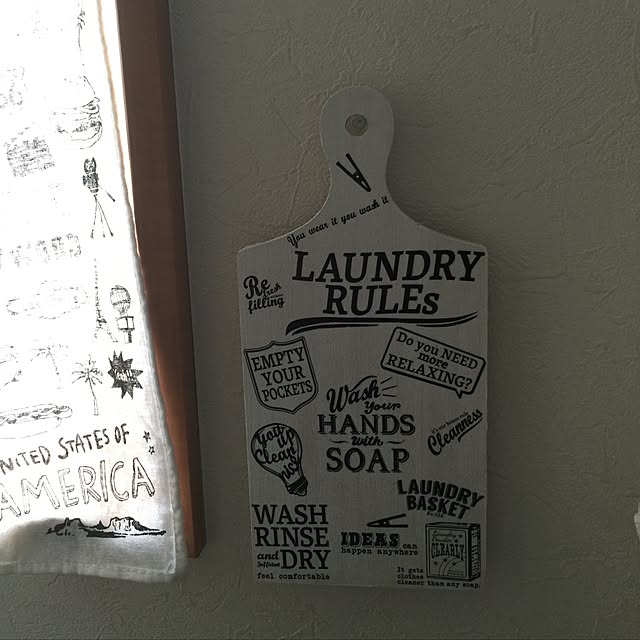 You wear it you wash it
LAUNDRY
RULEs
Refresh
filling
EMPTY
YOUR
POCKETS
Do you NEED
more
RELAXING?
Wash
Your
HANDS
with
SOAP
Cleanness
LAUNDRY
BASKET
WASH
RINSE
and DRY
feel comfortable
IDEAS can
happen anywhere
CLEARLY
It gets
clothes
cleaner than any soap.
UNITED STATES OF
AMERICA